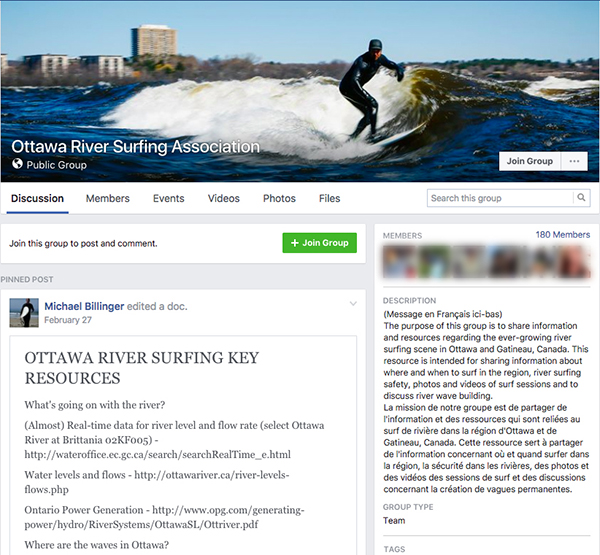 Ottawa River Surfing Association
Public Group
Join Group
...
Discussion
Members
Events
Videos
Photos
Files
Search this group
Join this group to post and comment.
+ Join Group
PINNED POST
Michael Billinger edited a doc.
February 27
OTTAWA RIVER SURFING KEY
RESOURCES
What's going on with the river?
(Almost) Real-time data for river level and flow rate (select Ottawa
River at Brittania 02KF005) -
http://wateroffice.ec.gc.ca/search/searchRealTime_e.html
Water levels and flows - http://ottawariver.ca/river-levels-
flows.php
Ontario Power Generation - http://www.opg.com/generating-
power/hydro/RiverSystems/OttawaSL/Ottriver.pdf
Where are the waves in Ottawa?
MEMBERS
180 Members
DESCRIPTION
(Message en Français ici-bas)
The purpose of this group is to share information
and resources regarding the ever-growing river
surfing scene in Ottawa and Gatineau, Canada. This
resource is intended for sharing information about
where and when to surf in the region, river surfing
safety, photos and videos of surf sessions and to
discuss river wave building.
La mission de notre groupe est de partager de
l'information et des ressources qui sont reliées au
surf de rivière dans la région d'Ottawa et de
Gatineau, Canada. Cette ressource sert à partager
de l'information concernant où et quand surfer dans
la région, la sécurité dans les rivières, des photos et
des vidéos des sessions de surf et des discussions
concernant la création de vagues permanentes.
GROUP TYPE
Team
TAGS